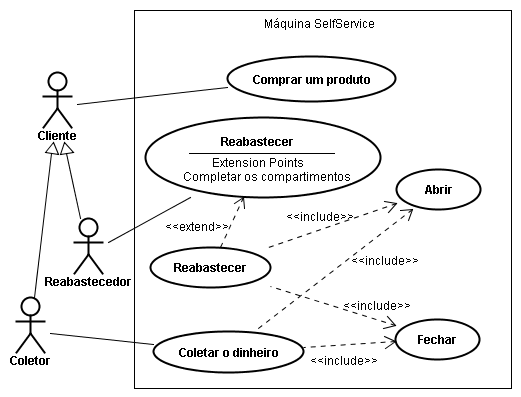 Máquina SelfService
Comprar um produto
Cliente
Reabastecer
Extension Points
Completar os compartimentos
Abrir
<<include>>
<<extend>>
<<include>>
Reabastecer
Reabastecedor
<<include>>
Fechar
Coletar o dinheiro
<<include>>
Coletor